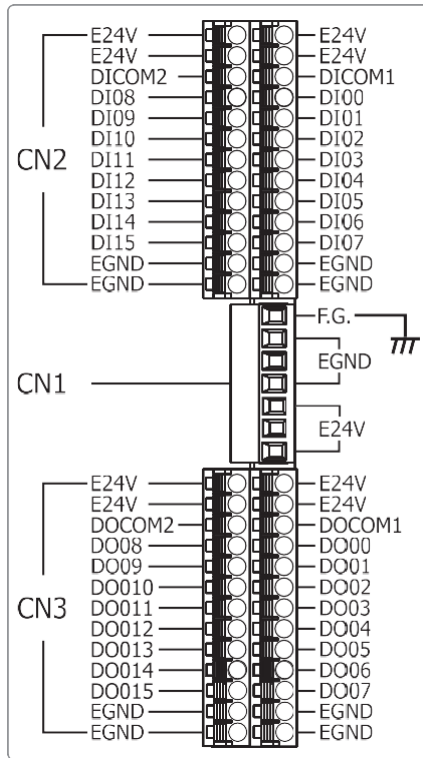 E24V E24V
E24V E24V
DICOM2 DICOM1
DI08 DI00
DI09 DI01
DI10 DI02
CN2 DI11 DI03
DI12 DI04
DI13 DI05
DI14 DI06
DI15 DI07
EGND EGND
EGND EGND
F.G.
EGND
CN1
E24V
E24V E24V
E24V E24V
DOCOM2 DOCOM1
DO08 DO00
DO09 DO01
DO010 DO02
CN3 DO011 DO03
DO012 DO04
DO013 DO05
DO014 DO06
DO015 DO07
EGND EGND
EGND EGND